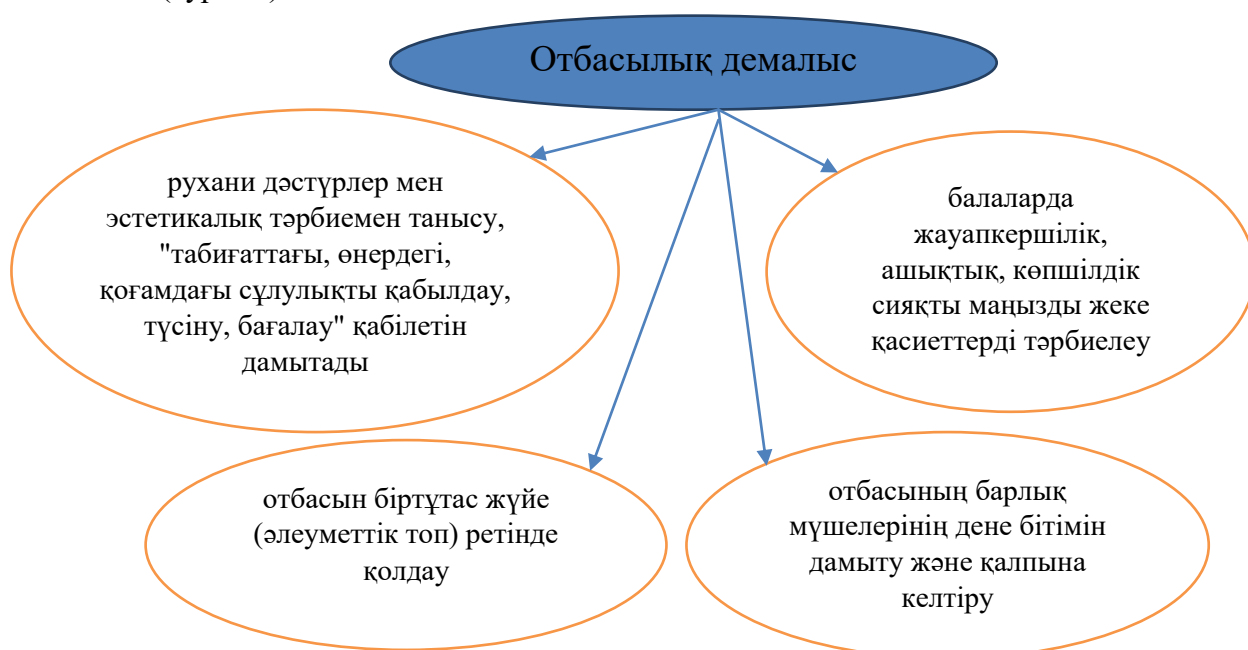 Отбасылық демалыс
рухани дәстүрлер мен
эстетикалық тәрбиемен танысу,
"табиғаттағы, өнердегі,
қоғамдағы сұлулықты қабылдау,
түсіну, бағалау" қабілетін
дамытады
балаларда
жауапкершілік,
ашықтық, көпшілдік
сияқты маңызды жеке
қасиеттерді тәрбиелеу
отбасын біртұтас жүйе
(әлеуметтік топ) ретінде
қолдау
отбасының барлық
мүшелерінің дене бітімін
дамыту және қалпына
келтіру